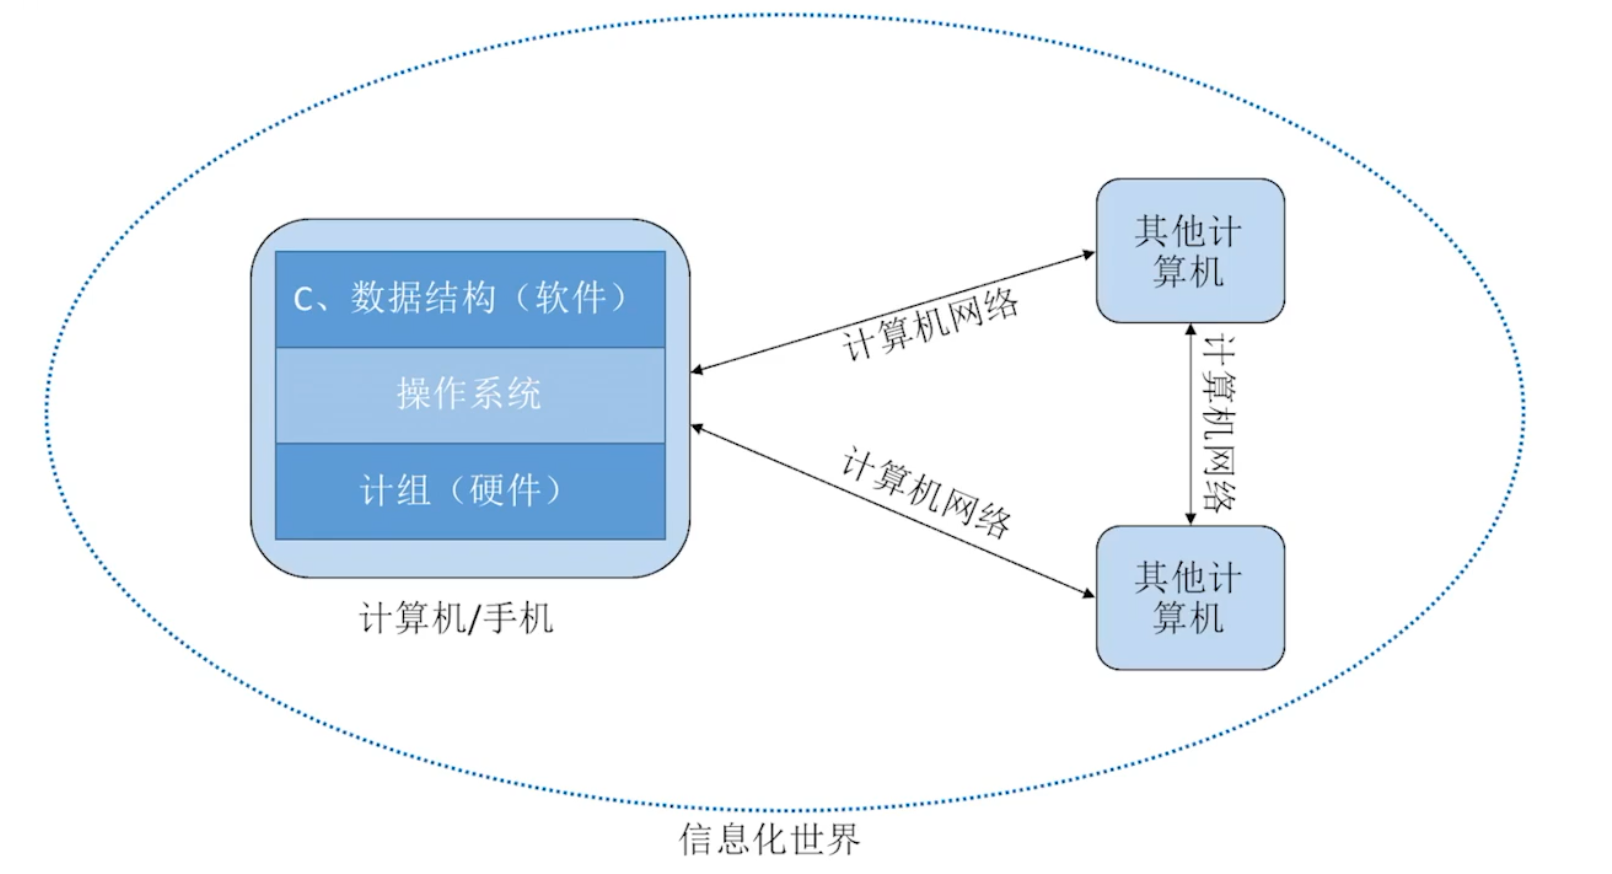 C、数据结构（软件）
操作系统
计组（硬件）
计算机/手机
计算机网络
计算机网络
其他计
算机
计算机网络
其他计
算机
信息化世界